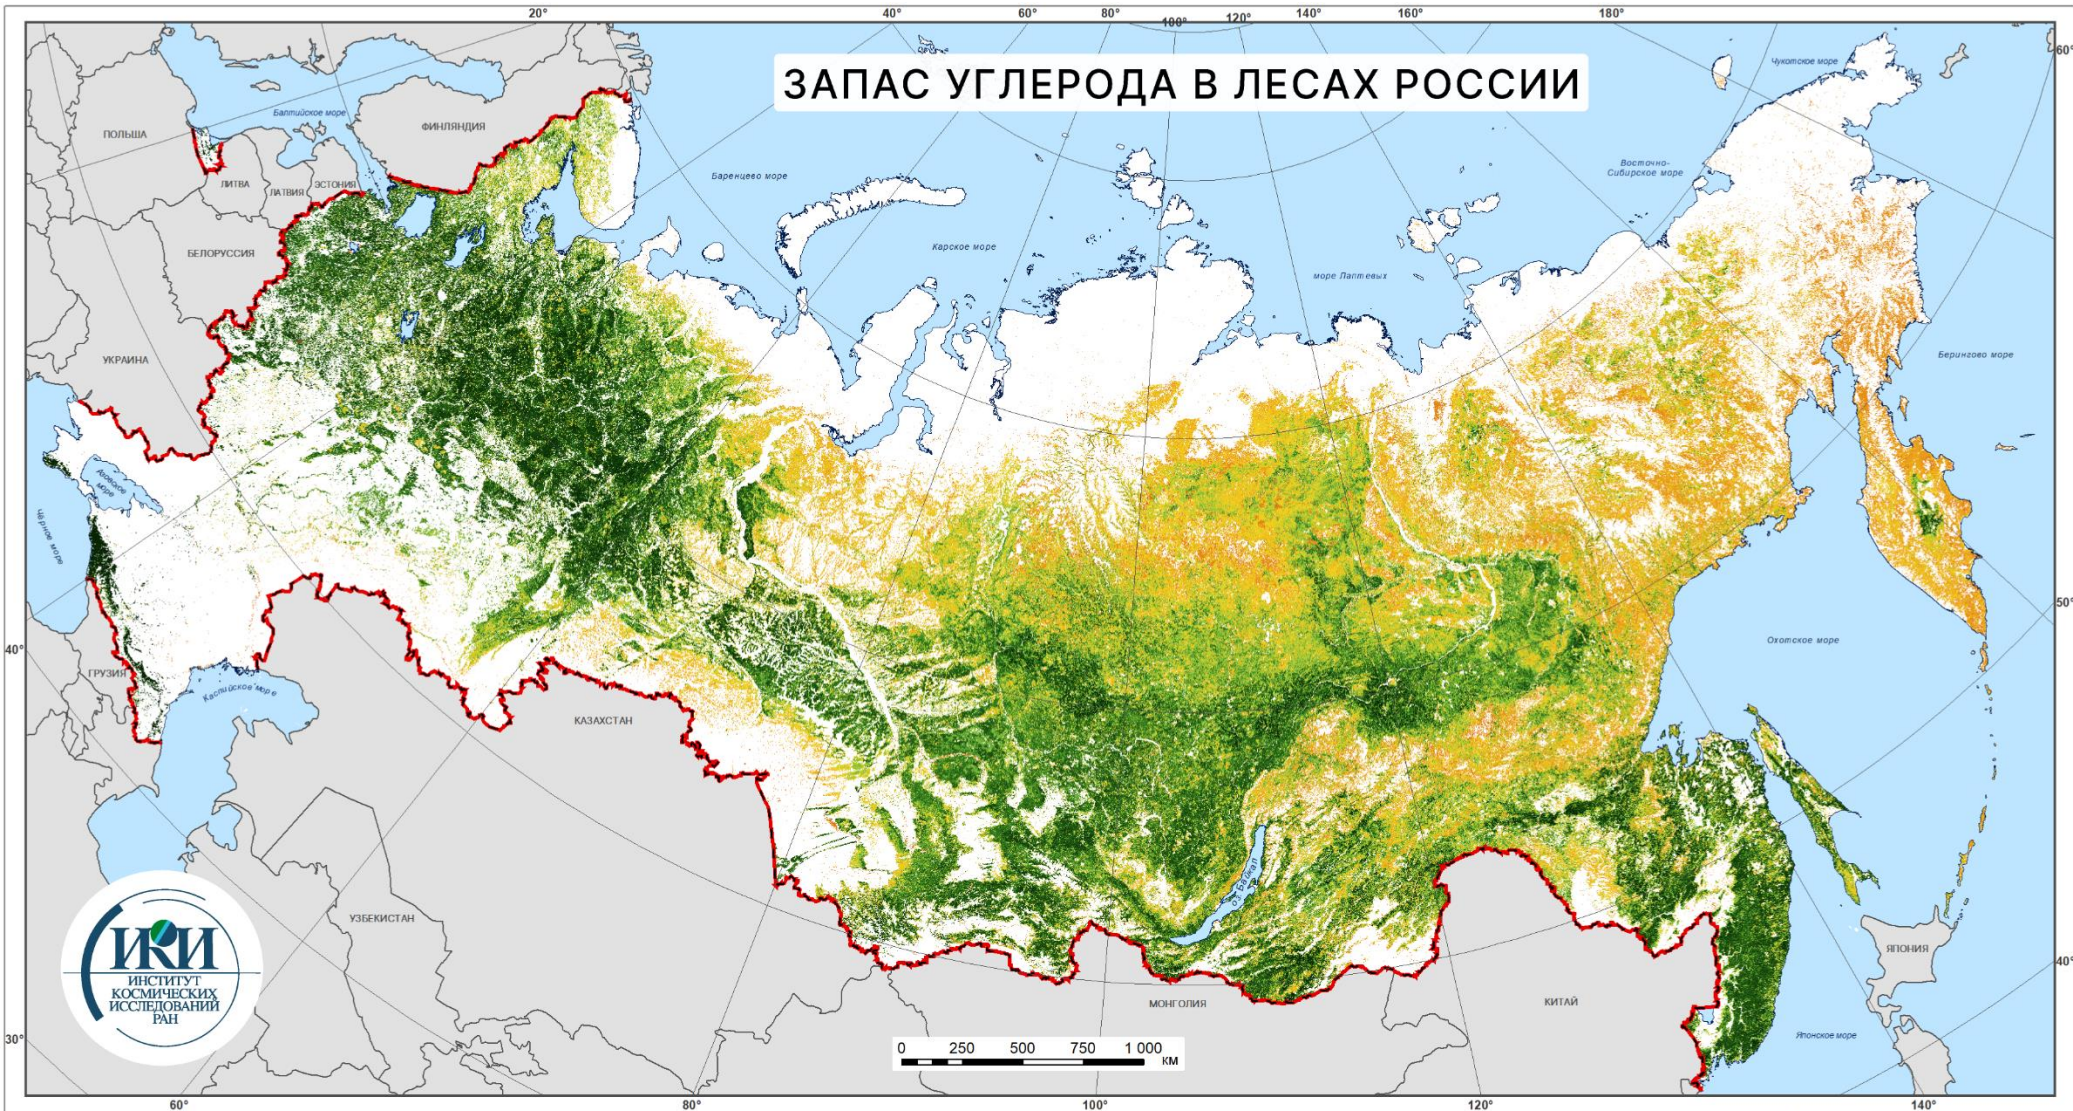 20°
40°
60°
80°
100°
120°
140°
160°
180°
60°
ЗАПАС УГЛЕРОДА В ЛЕСАХ РОССИИ
Чукотское море
Балтийское море
ФИНЛЯНДИЯ
ПОЛЬША
Баренцево море
Восточно-
Сибирское море
ЛИТВА
ЛАТВИЯ
ЭСТОНИЯ
Карское море
море Лаптевых
БЕЛОРУССИЯ
Берингово море
УКРАИНА
Азовское
море
Чёрное море
50°
Охотское море
40°
ГРУЗИЯ
Каспийское море
КАЗАХСТАН
оз. Байкал
УЗБЕКИСТАН
ЯПОНИЯ
40°
МОНГОЛИЯ
КИТАЙ
Японское море
ИКИ
ИНСТИТУТ
КОСМИЧЕСКИХ
ИССЛЕДОВАНИЙ
РАН
30°
0 250 500 750 1 000
км
60°
80°
100°
120°
140°